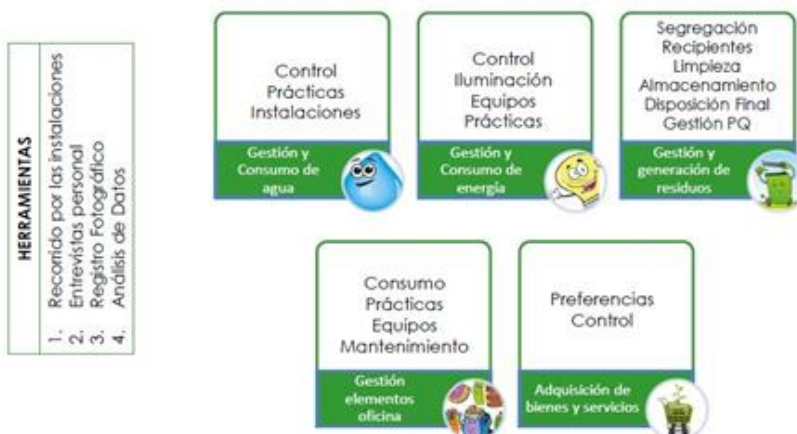 HERRAMIENTAS
1. Recorrido por las instalaciones
2. Entrevistas personal
3. Registro Fotográfico
4. Análisis de Datos
Control
Prácticas
Instalaciones
Gestión y
Consumo de
agua
Control
Iluminación
Equipos
Prácticas
Gestión y
Consumo de
energía
Segregación
Recipientes
Limpieza
Almacenamiento
Disposición Final
Gestión PQ
Gestión y
generación de
residuos
Consumo
Prácticas
Equipos
Mantenimiento
Gestión
elementos
oficina
Preferencias
Control
Adquisición de
bienes y servicios